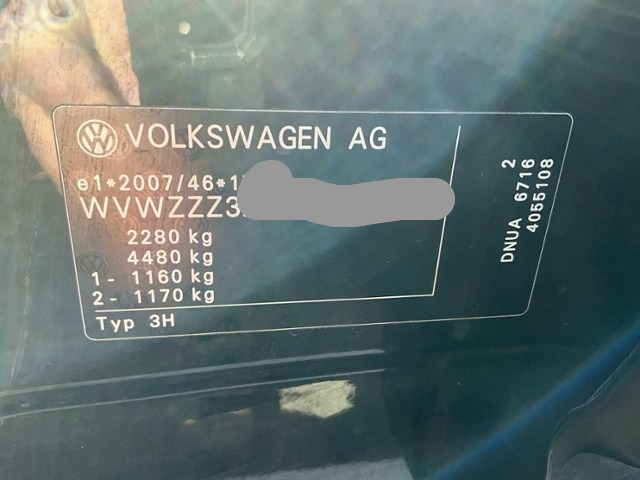 VOLKSWAGEN AG
e1*2007/46*1
WVWZZZ3
2280 kg
4480 kg
1- 1160 kg
2- 1170 kg
Typ 3H
DNUA 6716 2
4055108